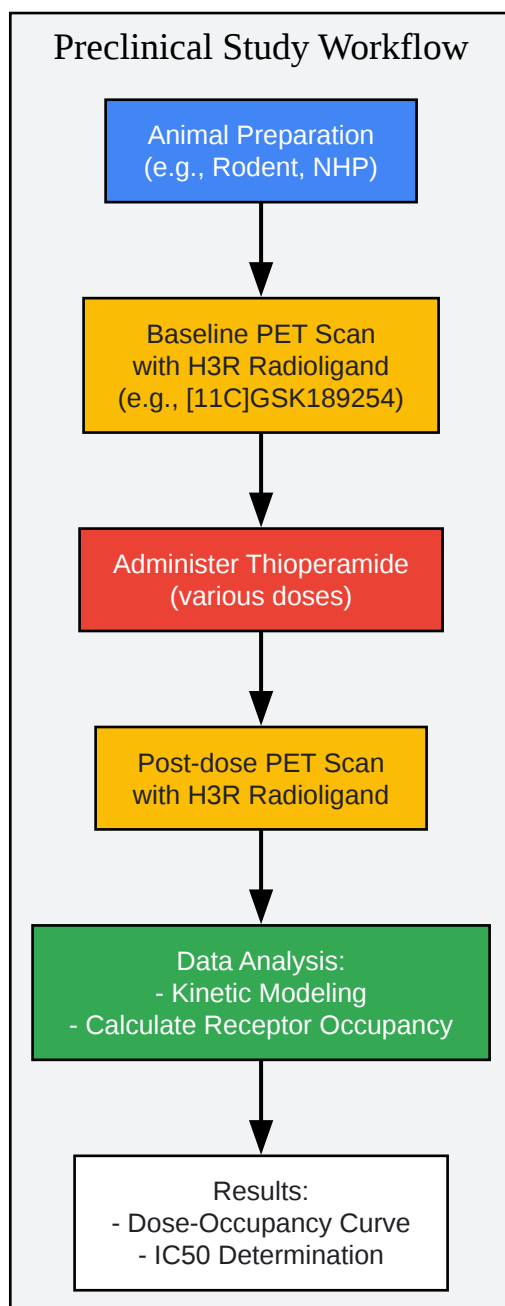 Preclinical Study Workflow
Animal Preparation
(e.g., Rodent, NHP)
Baseline PET Scan
with H3R Radioligand
(e.g., [11C]GSK189254)
Administer Thioperamide
(various doses)
Post-dose PET Scan
with H3R Radioligand
Data Analysis:
- Kinetic Modeling
- Calculate Receptor Occupancy
Results:
- Dose-Occupancy Curve
- IC50 Determination